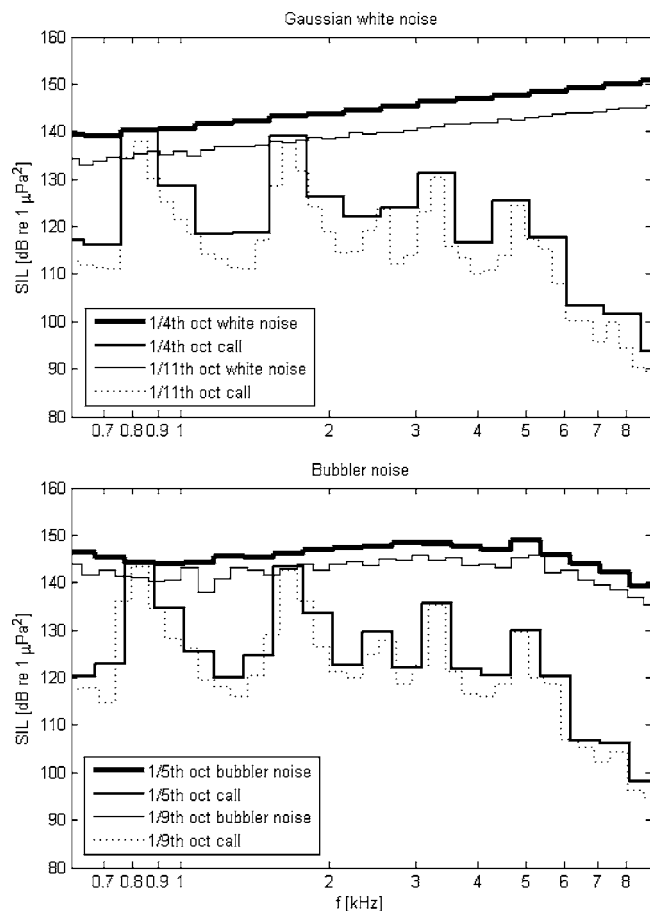 Gaussian white noise
160
150
140
130
120
110
100
90
80
SIL [dB re 1 μPa²]
1/4th oct white noise
1/4th oct call
1/11th oct white noise
1/11th oct call
0.7 0.8 0.9 1 2 3 4 5 6 7 8
Bubbler noise
160
150
140
130
120
110
100
90
80
SIL [dB re 1 μPa²]
1/5th oct bubbler noise
1/5th oct call
1/9th oct bubbler noise
1/9th oct call
0.7 0.8 0.9 1 2 3 4 5 6 7 8
f [kHz]